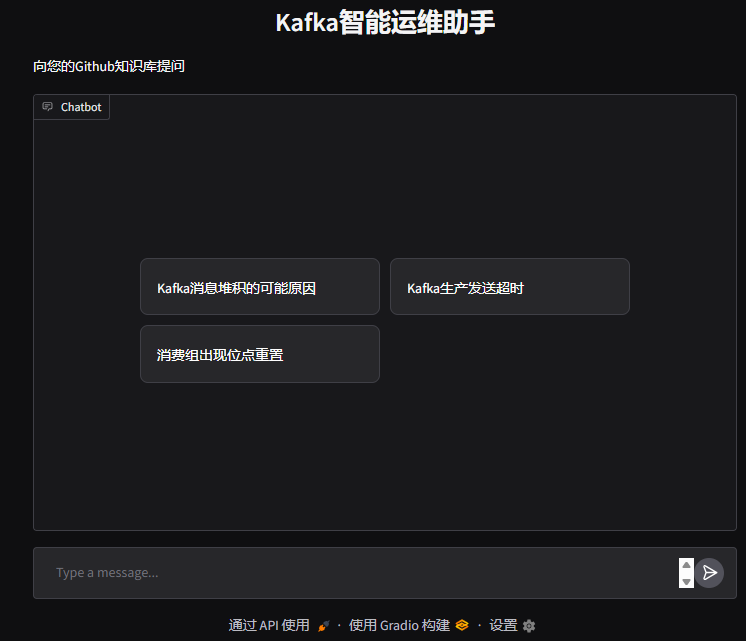 Kafka智能运维助手
向您的Github知识库提问
Chatbot
Kafka消息堆积的可能原因
Kafka生产发送超时
消费组出现位点重置
Type a message...
通过 API 使用 · 使用 Gradio 构建 · 设置